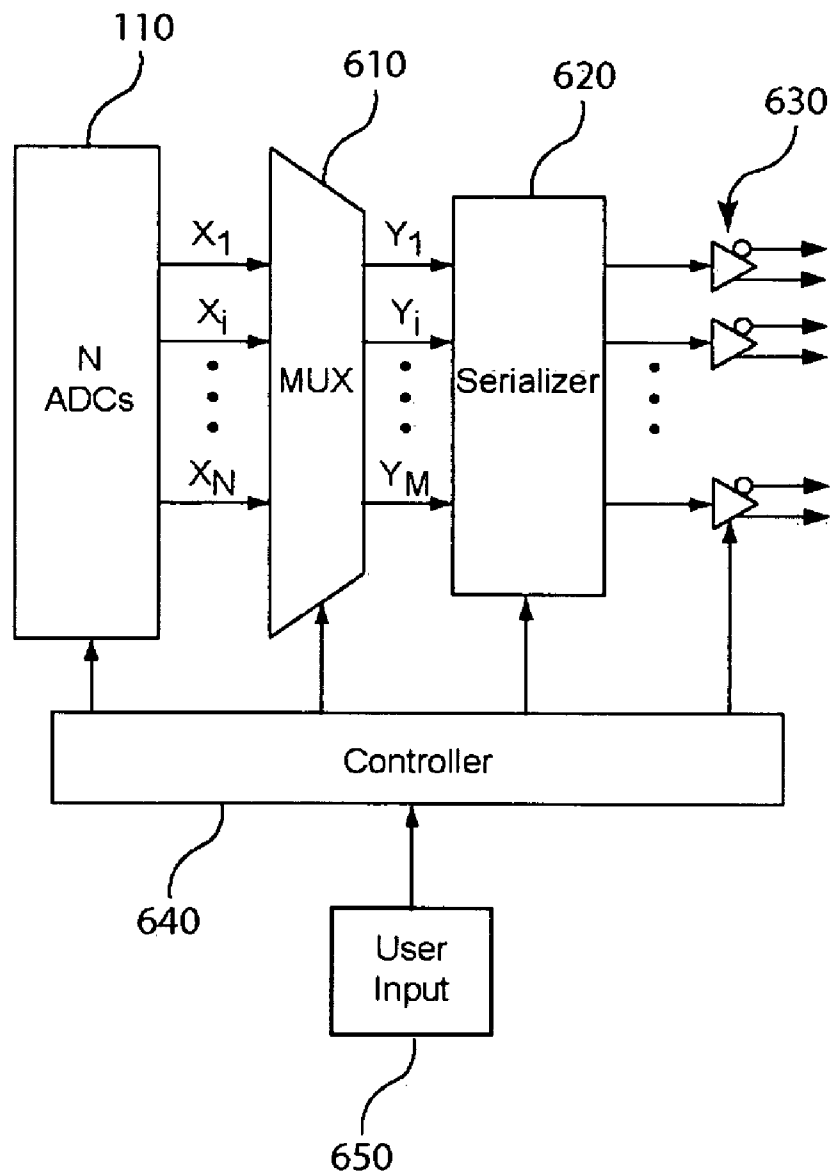 110
610
620
630
X1
Xi
XN
N
ADCs
MUX
Y1
Yi
YM
Serializer
Controller
640
User
Input
650